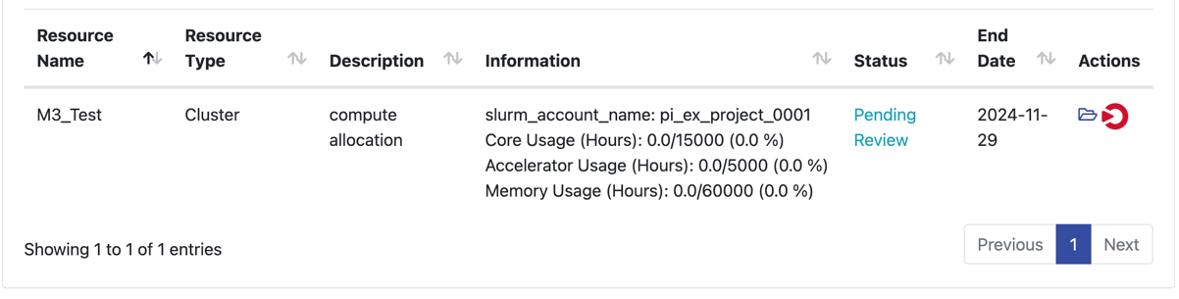 Resource Name
Resource Type
Description
Information
Status
End Date
Actions
M3_Test
Cluster
compute allocation
slurm_account_name: pi_ex_project_0001
Core Usage (Hours): 0.0/15000 (0.0 %)
Accelerator Usage (Hours): 0.0/5000 (0.0 %)
Memory Usage (Hours): 0.0/60000 (0.0 %)
Pending Review
2024-11-29
Showing 1 to 1 of 1 entries
Previous 1 Next